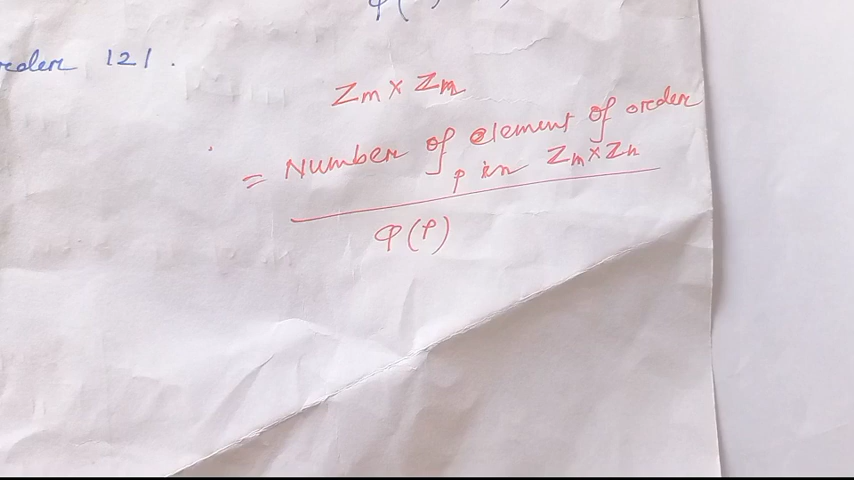 φ(
order 121.
Zm × Zn
= Number of element of order
p in Zm×Zn
φ(p)